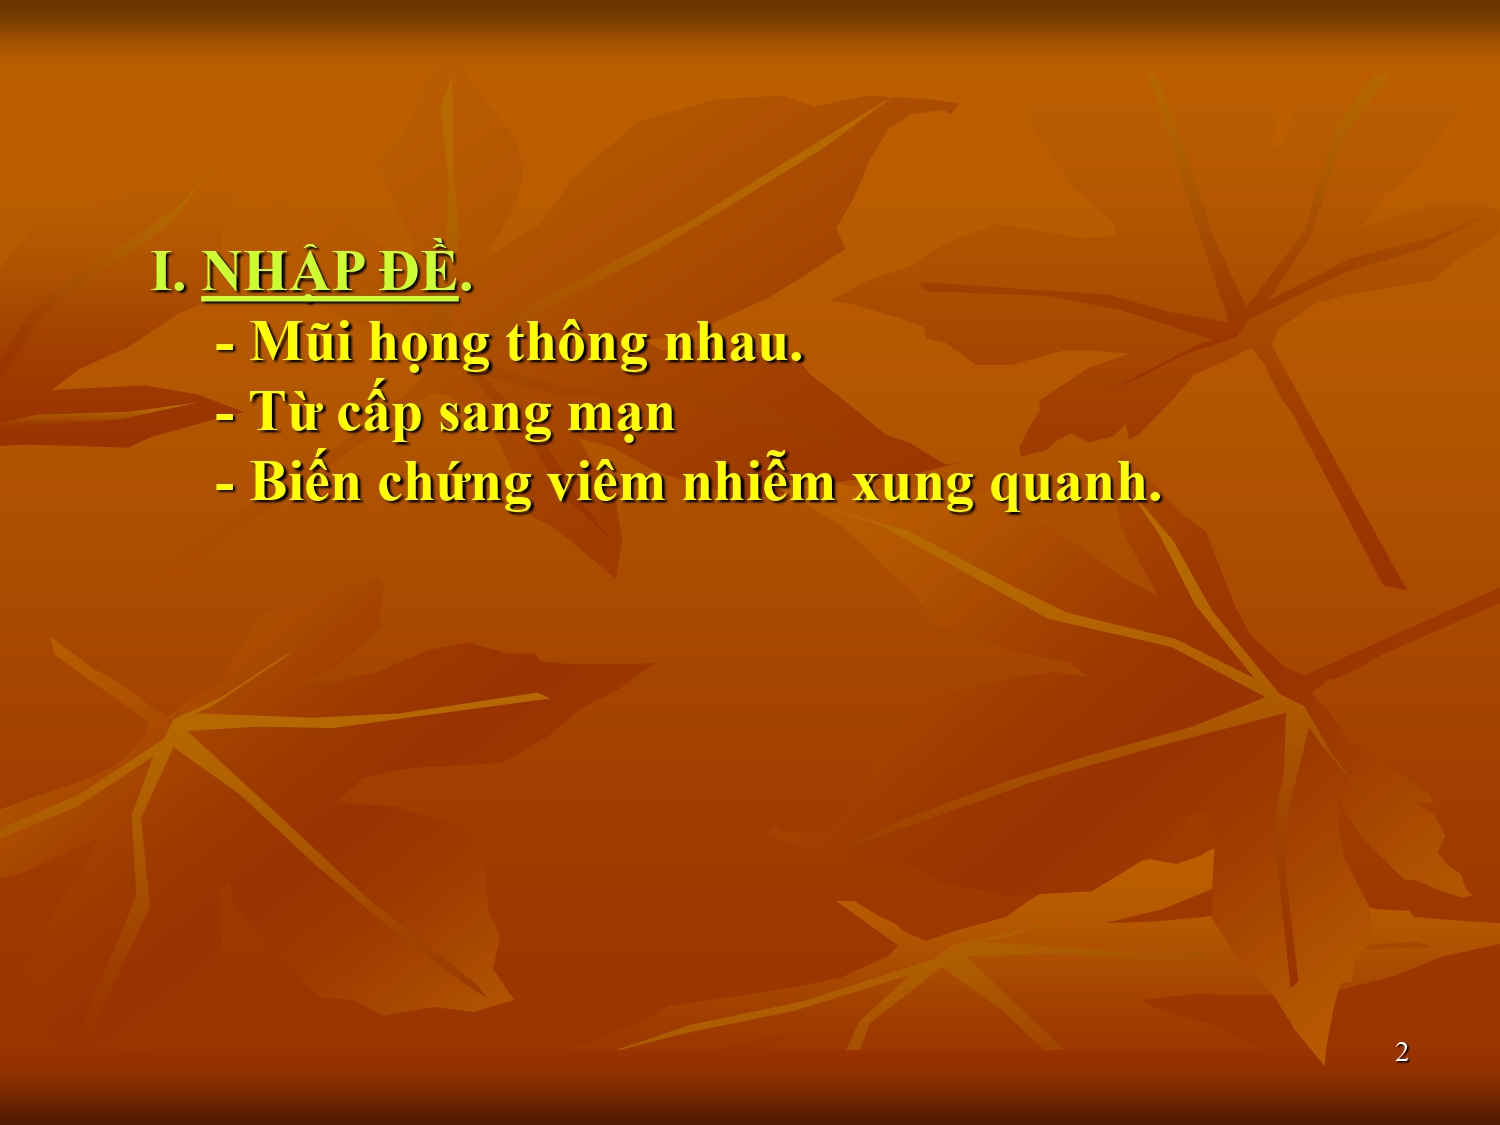 I. NHẬP ĐỀ.
- Mũi họng thông nhau.
- Từ cấp sang mạn
- Biến chứng viêm nhiễm xung quanh.
2